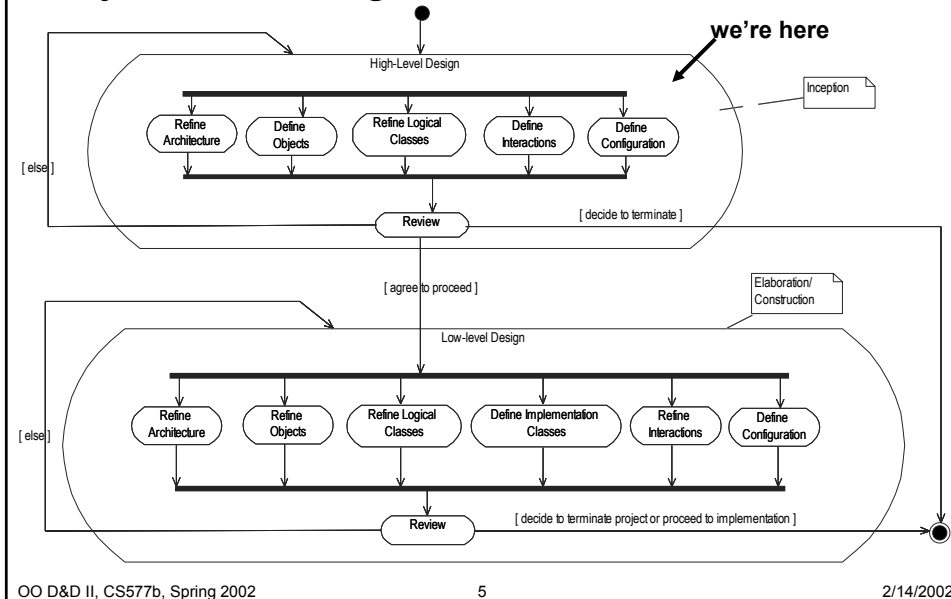 we're here
High-Level Design
Inception
Refine
Architecture
Define
Objects
Refine Logical
Classes
Define
Interactions
Define
Configuration
[ else ]
Review
[ decide to terminate ]
[ agree to proceed ]
Elaboration/
Construction
Low-level Design
Refine
Architecture
Refine
Objects
Refine Logical
Classes
Define Implementation
Classes
Refine
Interactions
Define
Configuration
[ else ]
Review
[ decide to terminate project or proceed to implementation ]
OO D&D II, CS577b, Spring 2002
5
2/14/2002